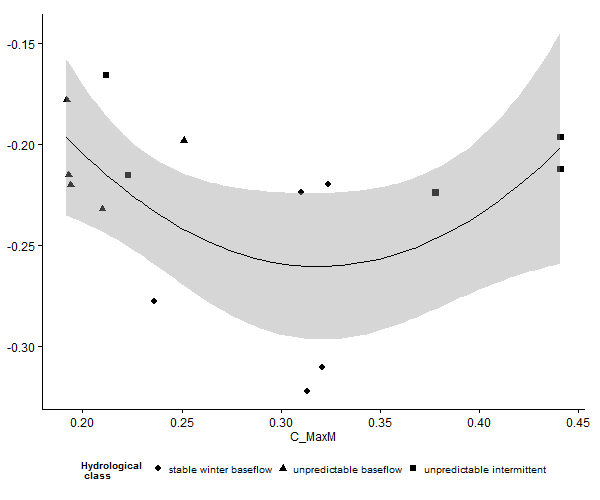 -0.15
-0.20
-0.25
-0.30
0.20 0.25 0.30 0.35 0.40 0.45
C_MaxM
Hydrological
class
stable winter baseflow unpredictable baseflow unpredictable intermittent